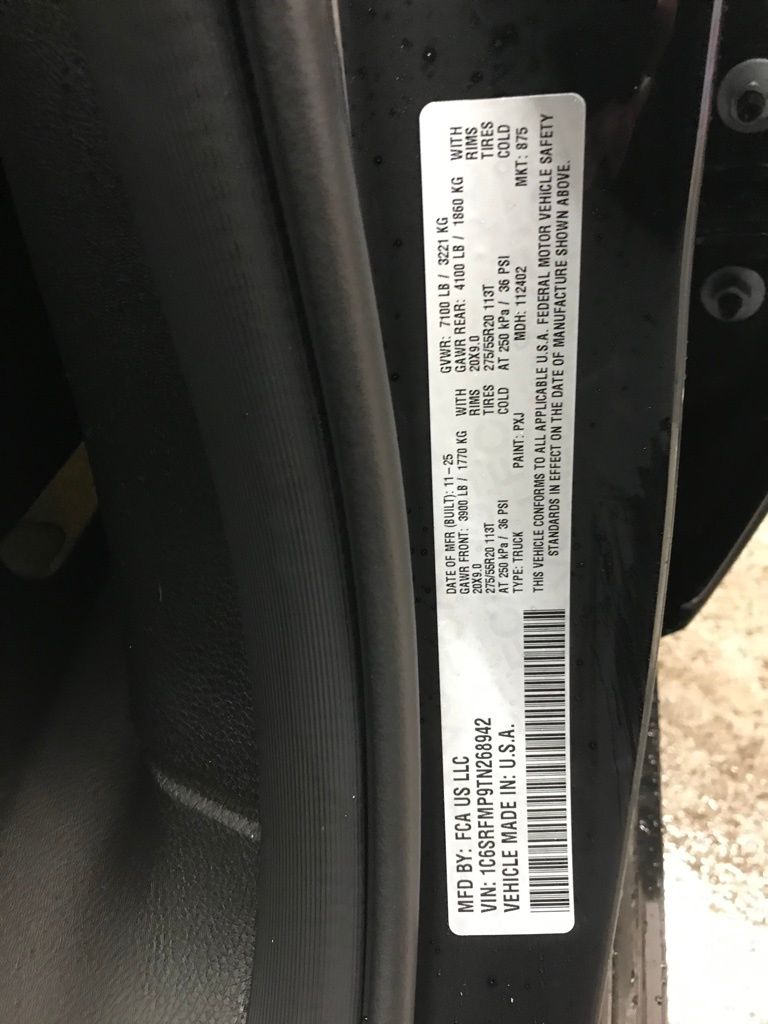 MFD BY: FCA US LLC
VIN: 1C6SRFMP9TN268942
VEHICLE MADE IN: U.S.A.
DATE OF MFR (BUILT): 11-25 GVWR: 7100 LB / 3221 KG
GAWR FRONT: 3900 LB / 1770 KG WITH GAWR REAR: 4100 LB / 1860 KG WITH
20X9.0 RIMS 20X9.0 RIMS
275/55R20 113T TIRES 275/55R20 113T TIRES
AT 250 kPa / 36 PSI COLD AT 250 kPa / 36 PSI COLD
TYPE: TRUCK PAINT: PXJ MDH: 112402 MKT: 875
THIS VEHICLE CONFORMS TO ALL APPLICABLE U.S.A. FEDERAL MOTOR VEHICLE SAFETY
STANDARDS IN EFFECT ON THE DATE OF MANUFACTURE SHOWN ABOVE.